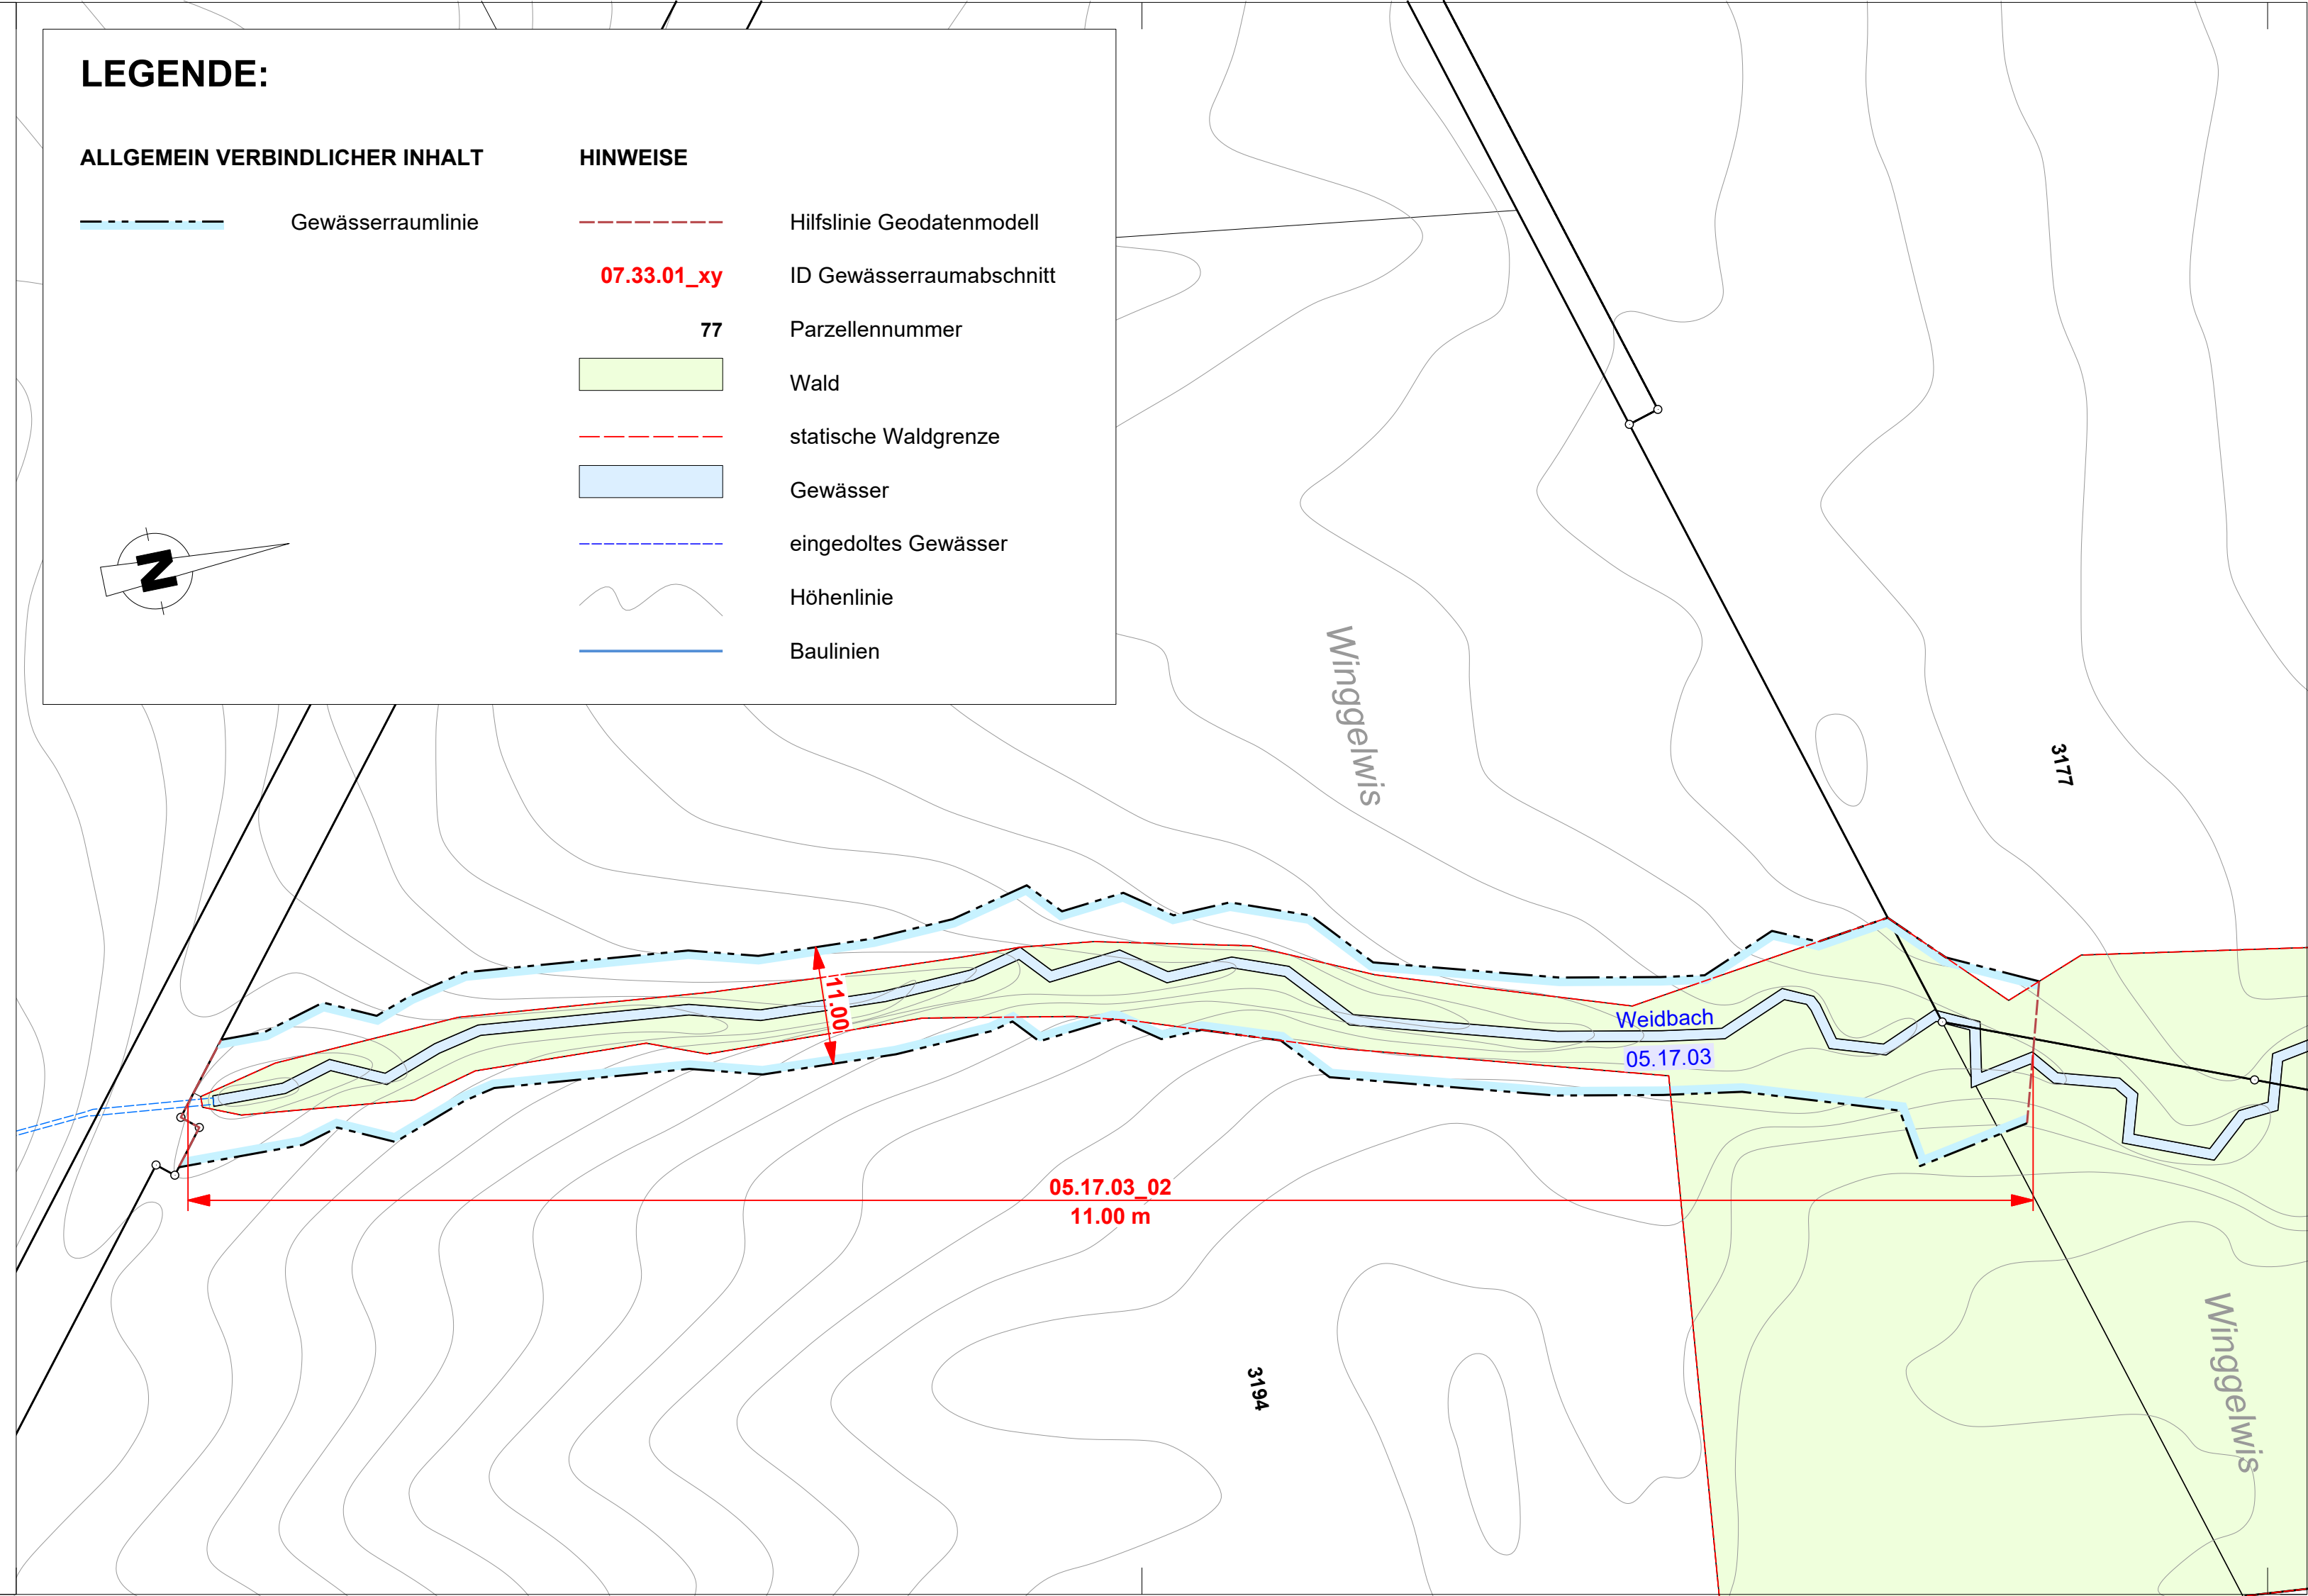 LEGENDE:
ALLGEMEIN VERBINDLICHER INHALT
Gewässerraumlinie
HINWEISE
Hilfslinie Geodatenmodell
07.33.01_xy ID Gewässerraumabschnitt
77 Parzellennummer
Wald
statische Waldgrenze
Gewässer
eingedoltes Gewässer
Höhenlinie
Baulinien
N
Winggelwis
3177
11.00
Weidbach
05.17.03
05.17.03_02
11.00 m
3194
Winggelwis